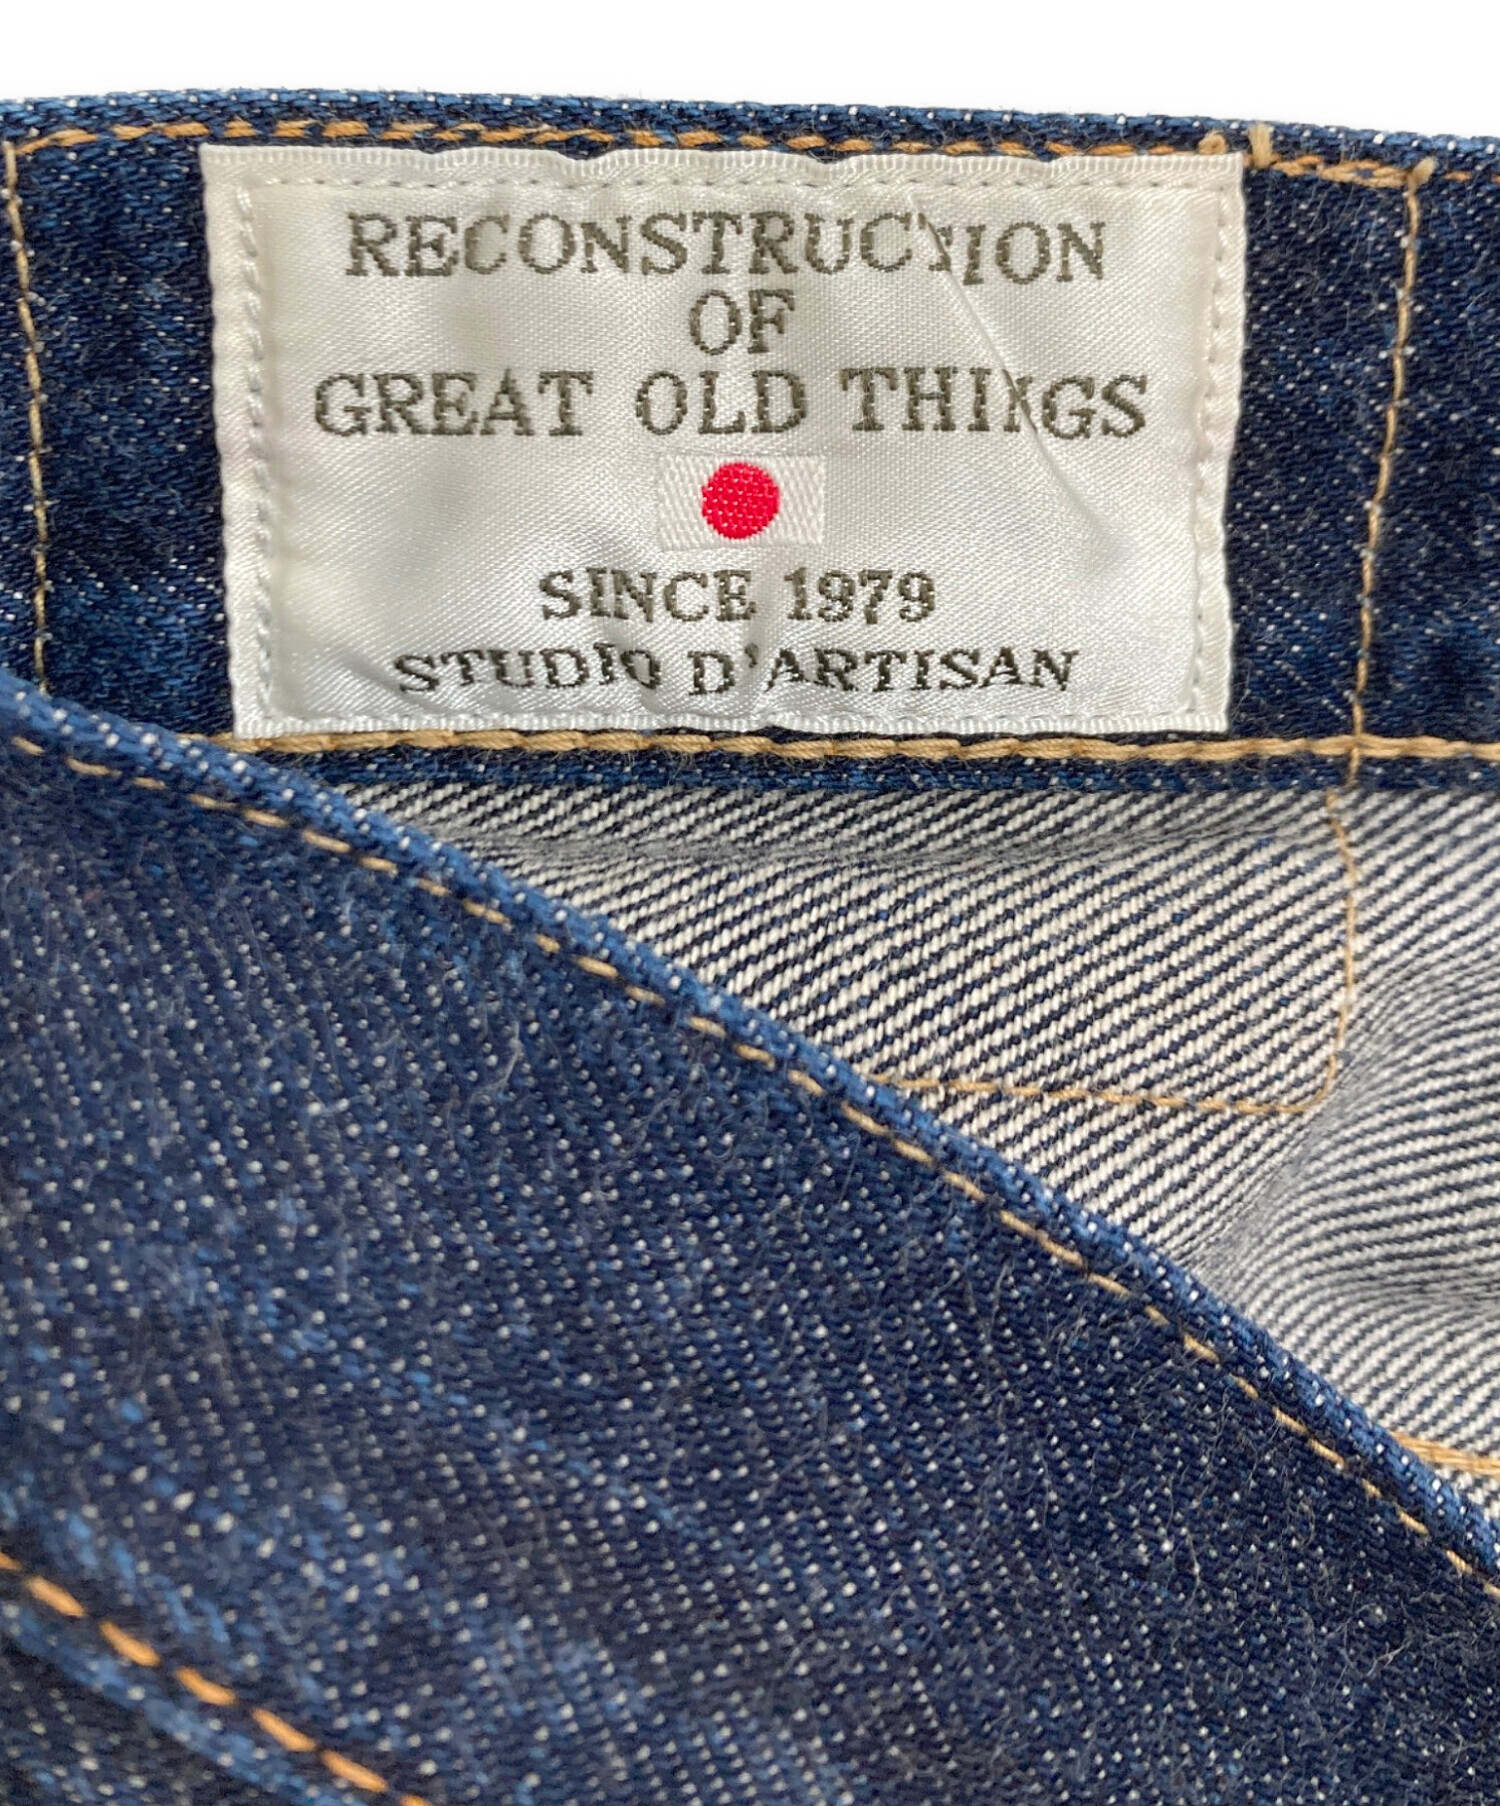 RECONSTRUCTION
OF
GREAT OLD THINGS
SINCE 1979
STUDIO D'ARTISAN